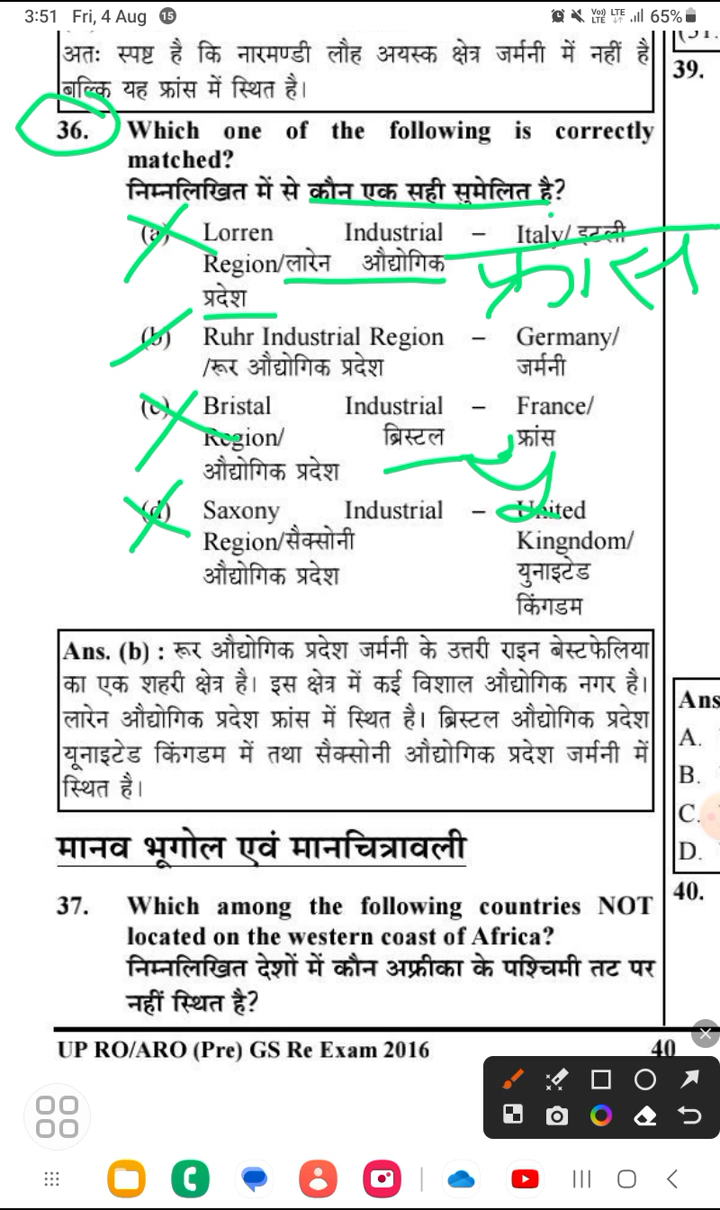 3:51 Fri, 4 Aug 15
65%
अतः स्पष्ट है कि नारमण्डी लौह अयस्क क्षेत्र जर्मनी में नहीं है
बल्कि यह फ्रांस में स्थित है।
39.
36. Which one of the following is correctly
matched?
निम्नलिखित में से कौन एक सही सुमेलित है?
(a) Lorren Industrial – Italy/ इटली
Region/लारेन औद्योगिक
प्रदेश
फ्रांस
(b) Ruhr Industrial Region – Germany/
/रूर औद्योगिक प्रदेश जर्मनी
(c) Bristal Industrial – France/
Region/ ब्रिस्टल फ्रांस
औद्योगिक प्रदेश
(d) Saxony Industrial – United
Region/सैक्सोनी Kingndom/
औद्योगिक प्रदेश युनाइटेड
किंगडम
Ans. (b) : रूर औद्योगिक प्रदेश जर्मनी के उत्तरी राइन बेस्टफेलिया
का एक शहरी क्षेत्र है। इस क्षेत्र में कई विशाल औद्योगिक नगर है।
लारेन औद्योगिक प्रदेश फ्रांस में स्थित है। ब्रिस्टल औद्योगिक प्रदेश
यूनाइटेड किंगडम में तथा सैक्सोनी औद्योगिक प्रदेश जर्मनी में
स्थित है।
Ans
A.
B.
C.
D.
मानव भूगोल एवं मानचित्रावली
40.
37. Which among the following countries NOT
located on the western coast of Africa?
निम्नलिखित देशों में कौन अफ्रीका के पश्चिमी तट पर
नहीं स्थित है?
UP RO/ARO (Pre) GS Re Exam 2016 40